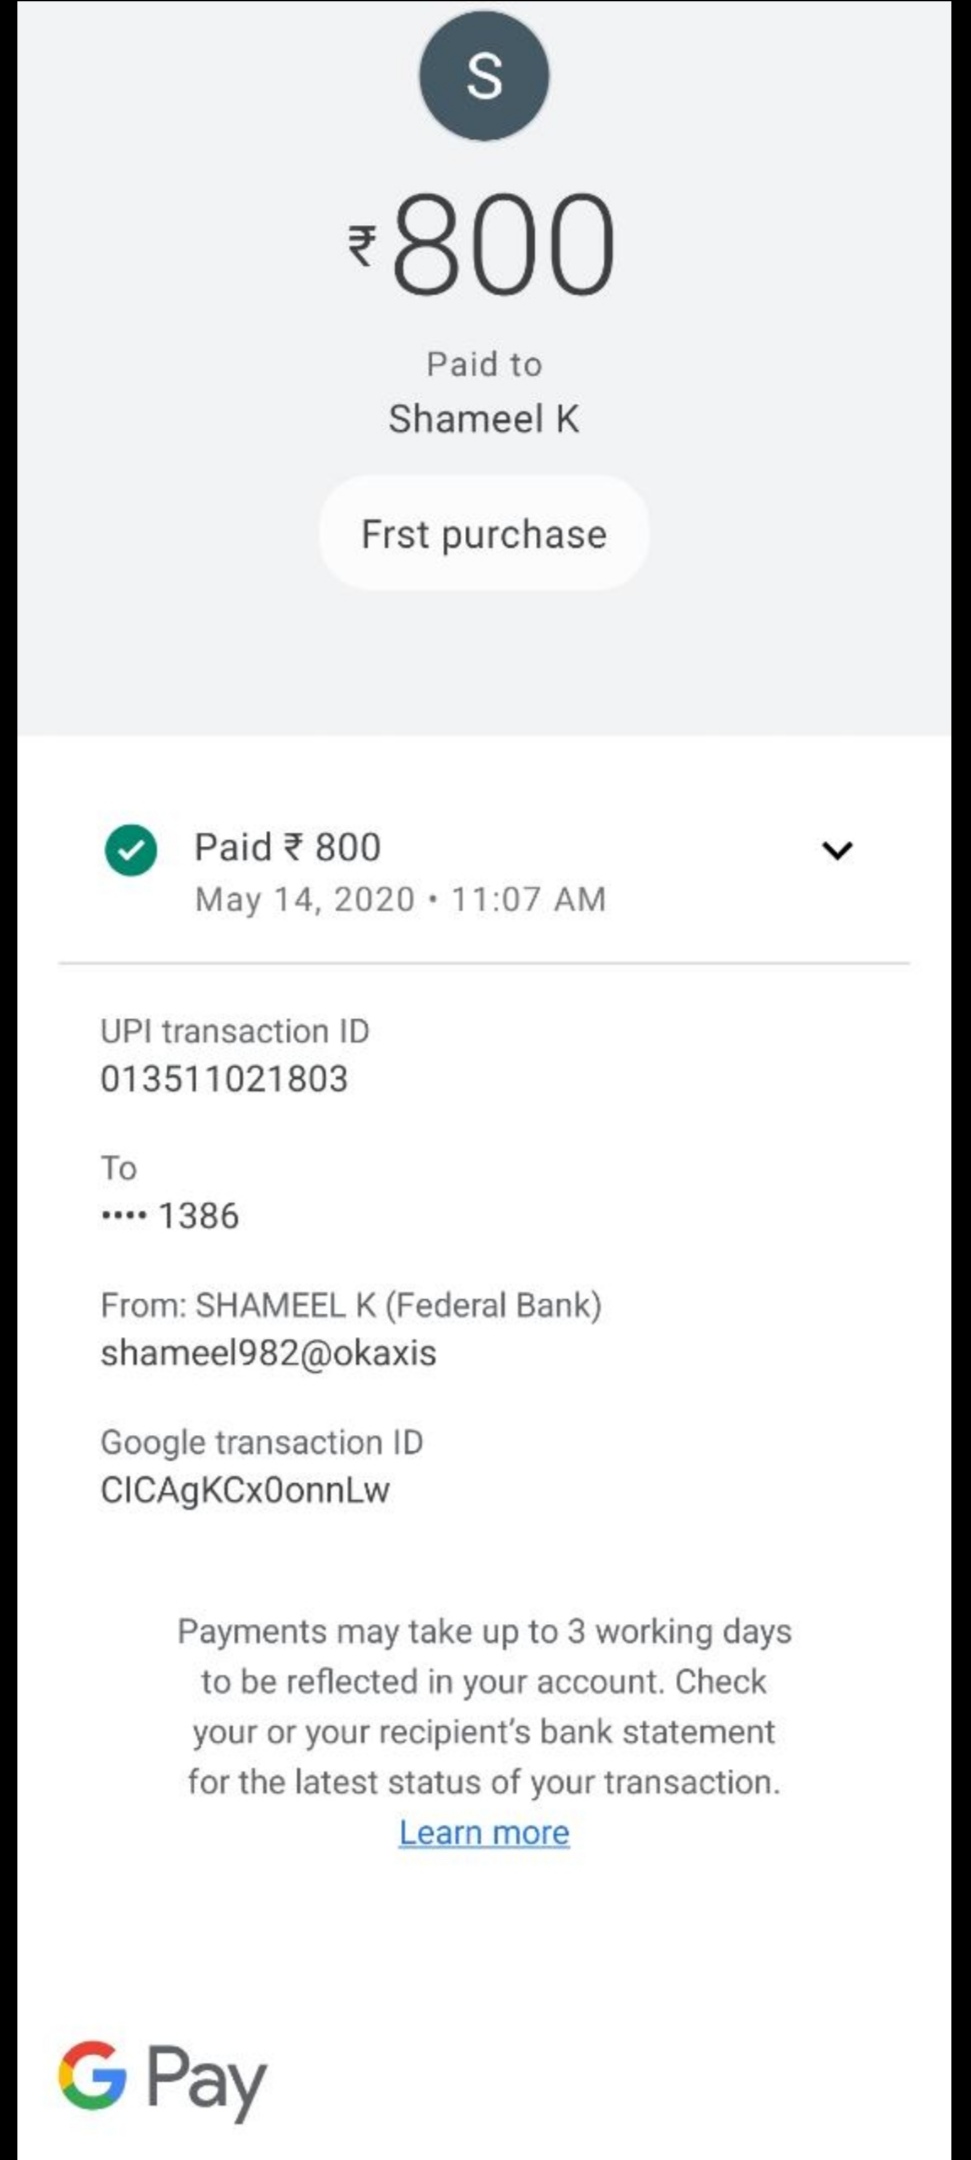 S
₹800
Paid to
Shameel K
Frst purchase
Paid ₹ 800
May 14, 2020 • 11:07 AM
UPI transaction ID
013511021803
To
•••• 1386
From: SHAMEEL K (Federal Bank)
shameel982@okaxis
Google transaction ID
CICAgKCx0onnLw
Payments may take up to 3 working days
to be reflected in your account. Check
your or your recipient's bank statement
for the latest status of your transaction.
Learn more
G Pay